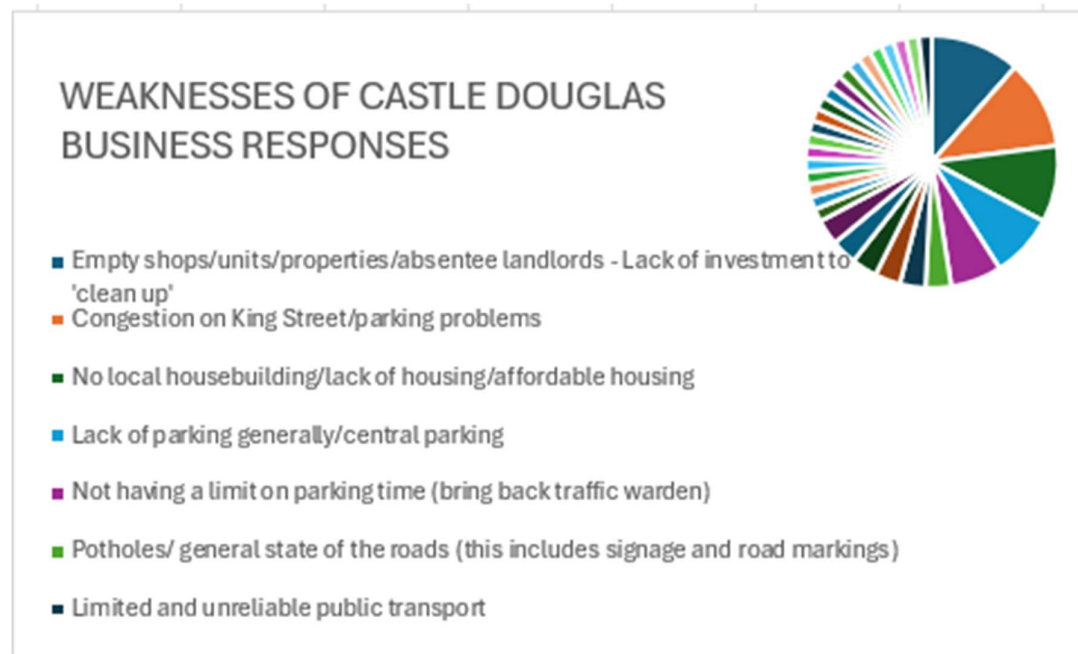 WEAKNESSES OF CASTLE DOUGLAS
BUSINESS RESPONSES
Empty shops/units/properties/absentee landlords - Lack of investment to
'clean up'
Congestion on King Street/parking problems
No local housebuilding/lack of housing/affordable housing
Lack of parking generally/central parking
Not having a limit on parking time (bring back traffic warden)
Potholes/ general state of the roads (this includes signage and road markings)
Limited and unreliable public transport